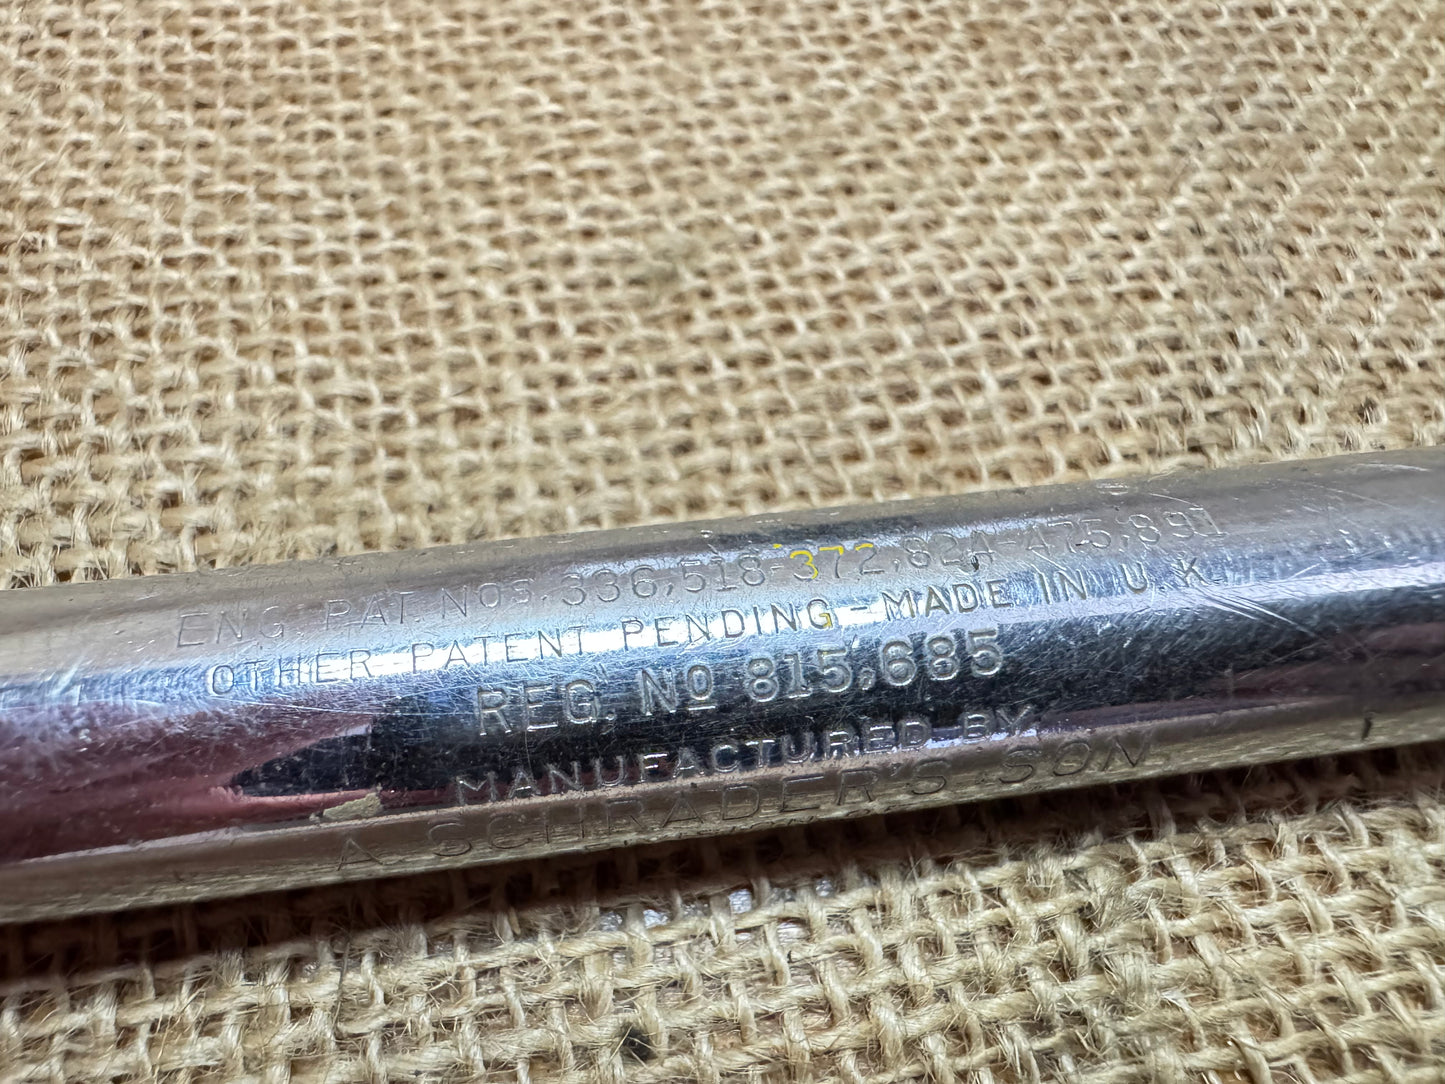 ENG. PAT. Nos. 336,518-372,824-475,891
OTHER PATENT PENDING - MADE IN U.K.
REG. No 815,685
MANUFACTURED BY
A. SCHRADER'S SON.